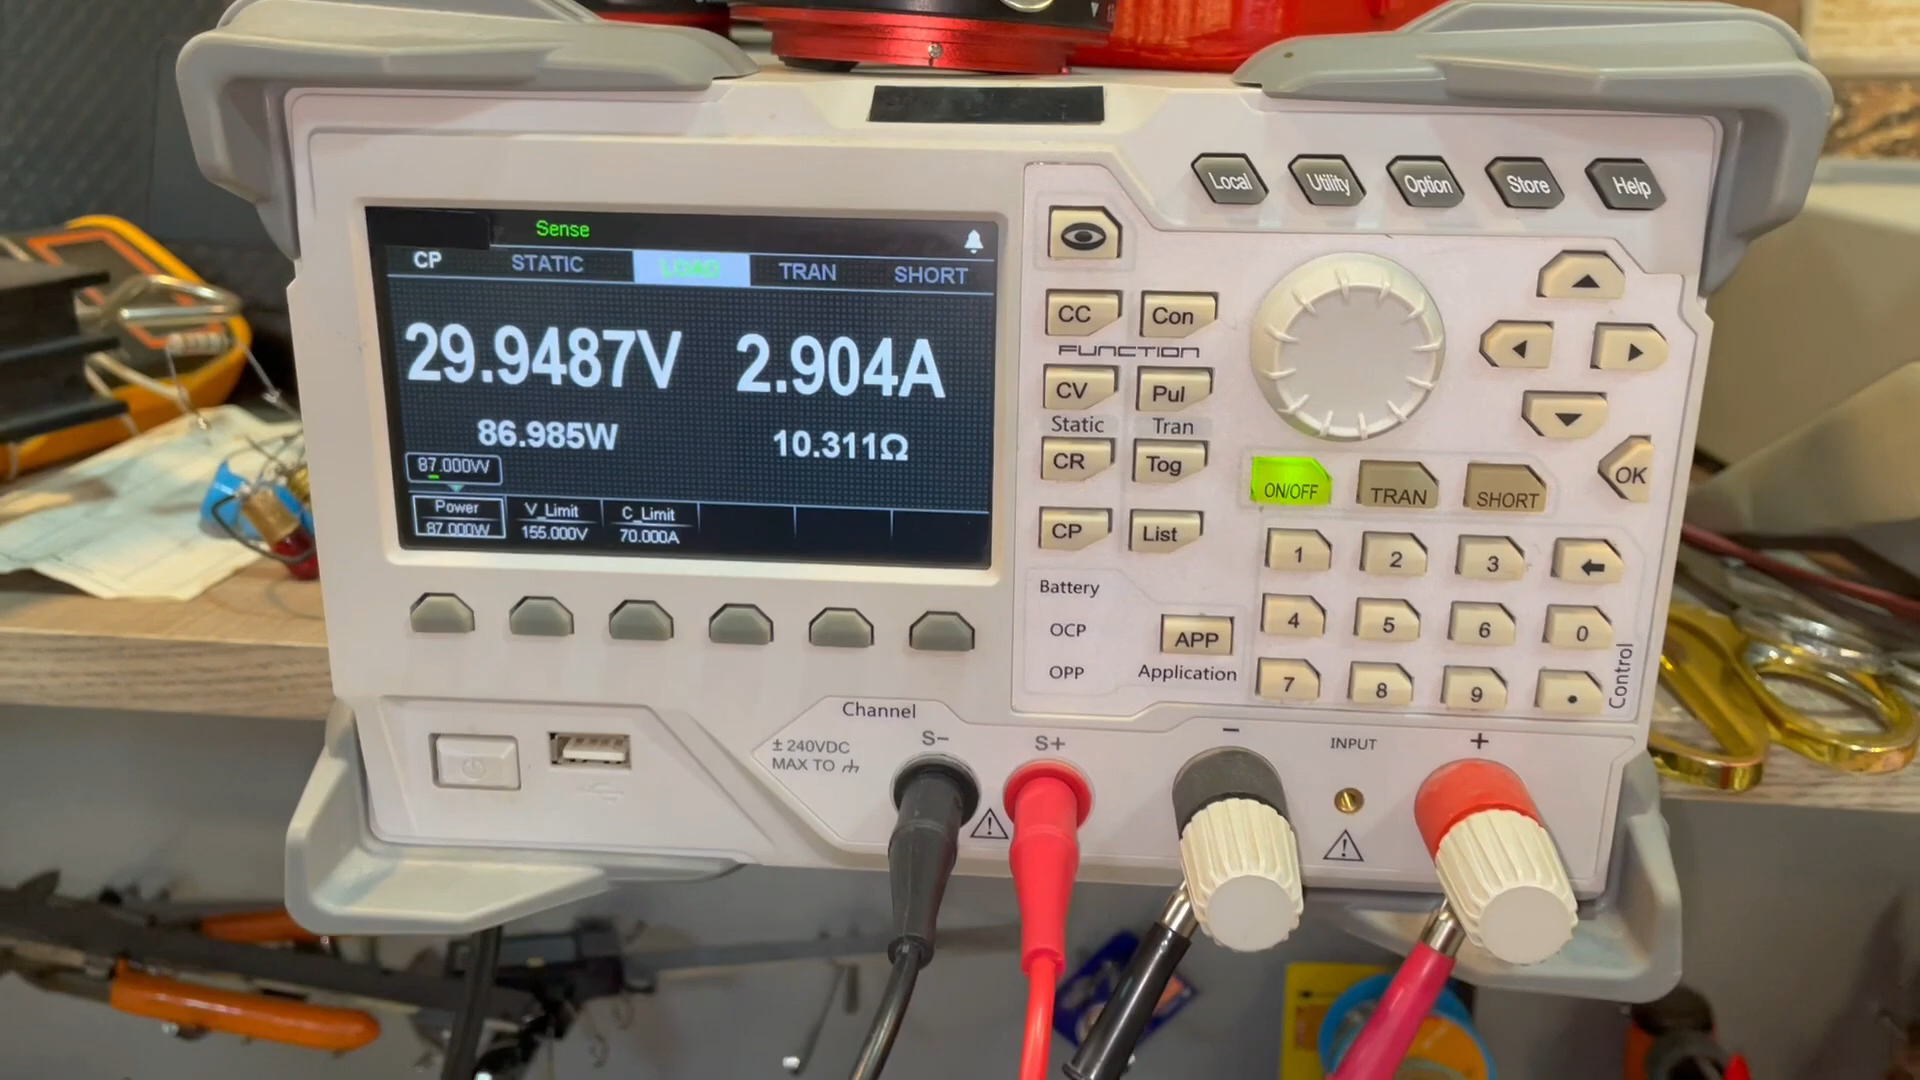 Sense
CP STATIC LOAD TRAN SHORT
29.9487V 2.904A
86.985W 10.311Ω
87.000W
Power V_Limit C_Limit
87.000W 155.000V 70.000A
Local Utility Option Store Help
CC Con
FUNCTION
CV Pul
Static Tran
CR Tog
CP List
Battery
OCP
OPP
APP
Application
ON/OFF TRAN SHORT
OK
1 2 3
4 5 6 0
7 8 9 .
Control
Channel
± 240VDC
MAX TO
S- S+
- INPUT +